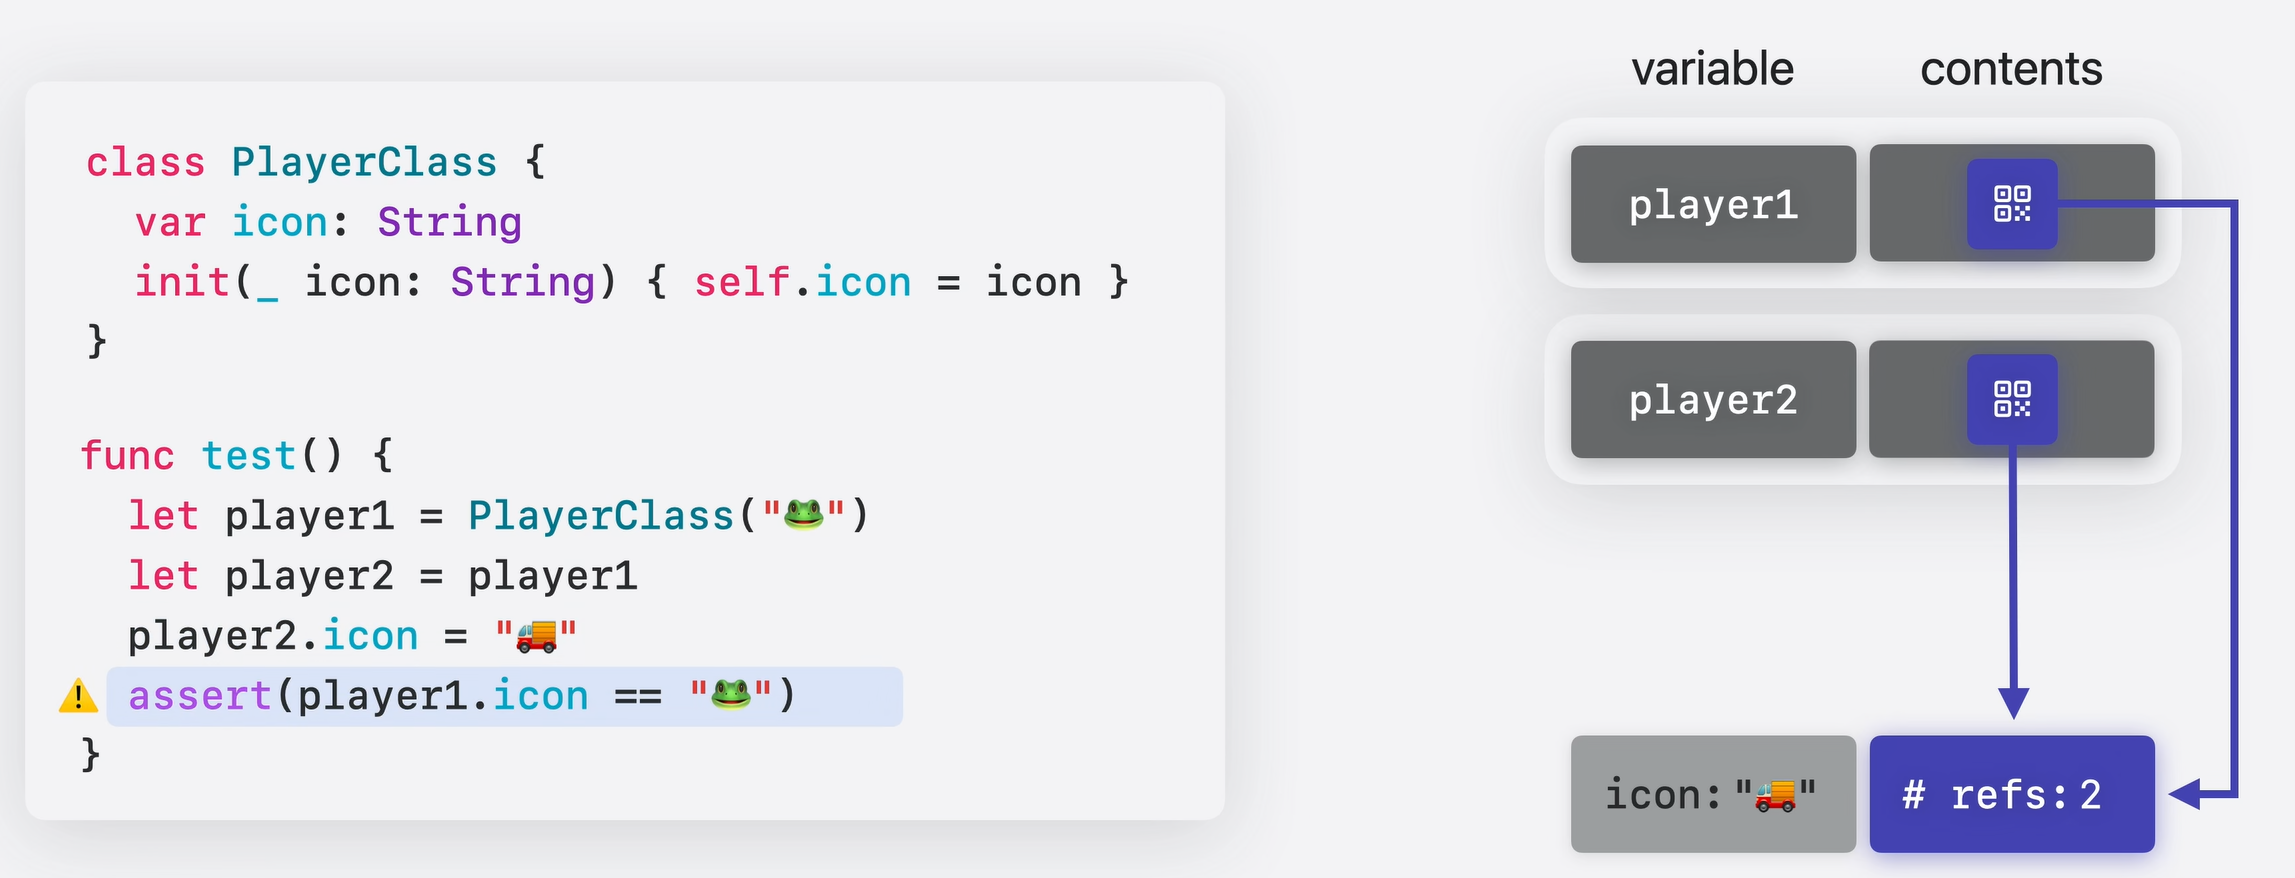 class PlayerClass {
  var icon: String
  init(_ icon: String) { self.icon = icon }
}
func test() {
  let player1 = PlayerClass("🐸")
  let player2 = player1
  player2.icon = "🚚"
⚠️ assert(player1.icon == "🐸")
}
variable contents
player1
player2
icon:"🚚" # refs: 2